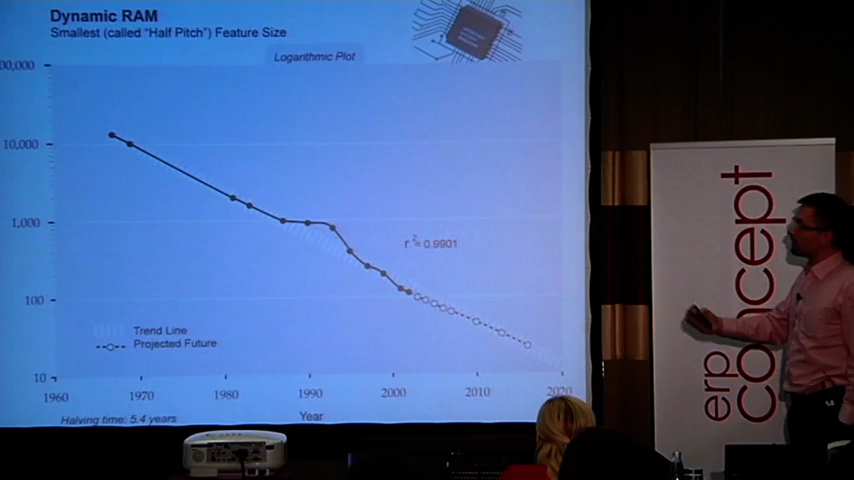 Dynamic RAM
Smallest (called “Half Pitch”) Feature Size
Logarithmic Plot
00,000
10,000
1,000
100
10
r²= 0.9901
Trend Line
Projected Future
1960 1970 1980 1990 2000 2010 2020
Halving time: 5.4 years
Year
erp
concept